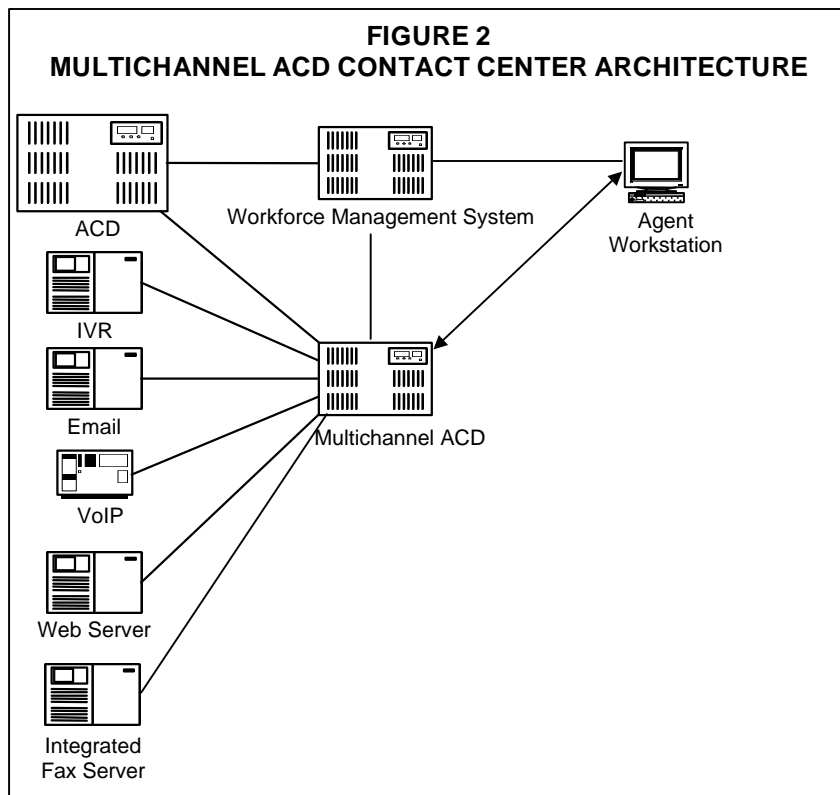 FIGURE 2
MULTICHANNEL ACD CONTACT CENTER ARCHITECTURE
ACD
Workforce Management System
Agent
Workstation
IVR
Email
Multichannel ACD
VoIP
Web Server
Integrated
Fax Server